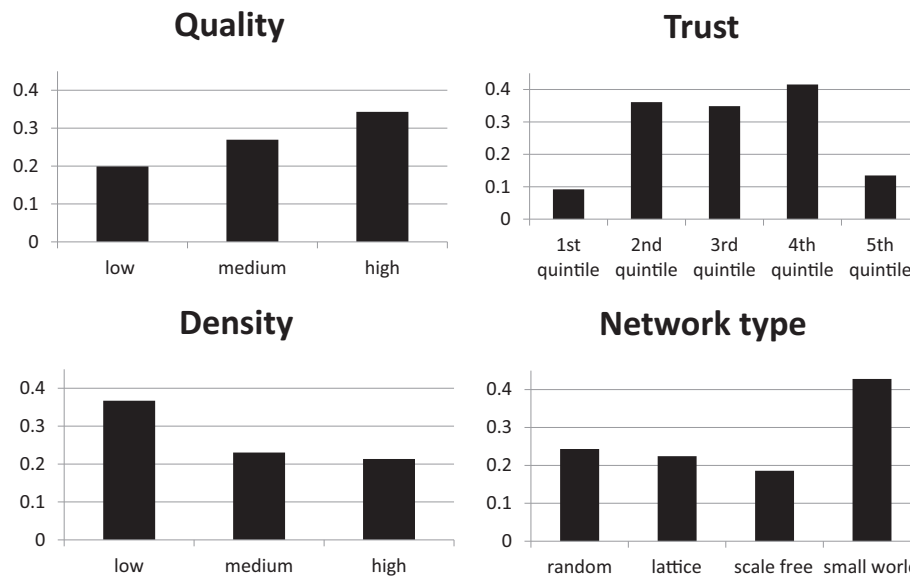 Quality
0.4
0.3
0.2
0.1
0
low medium high
Trust
0.4
0.3
0.2
0.1
0
1st 2nd 3rd 4th 5th
quintile quintile quintile quintile quintile
Density
0.4
0.3
0.2
0.1
0
low medium high
Network type
0.4
0.3
0.2
0.1
0
random lattice scale free small world